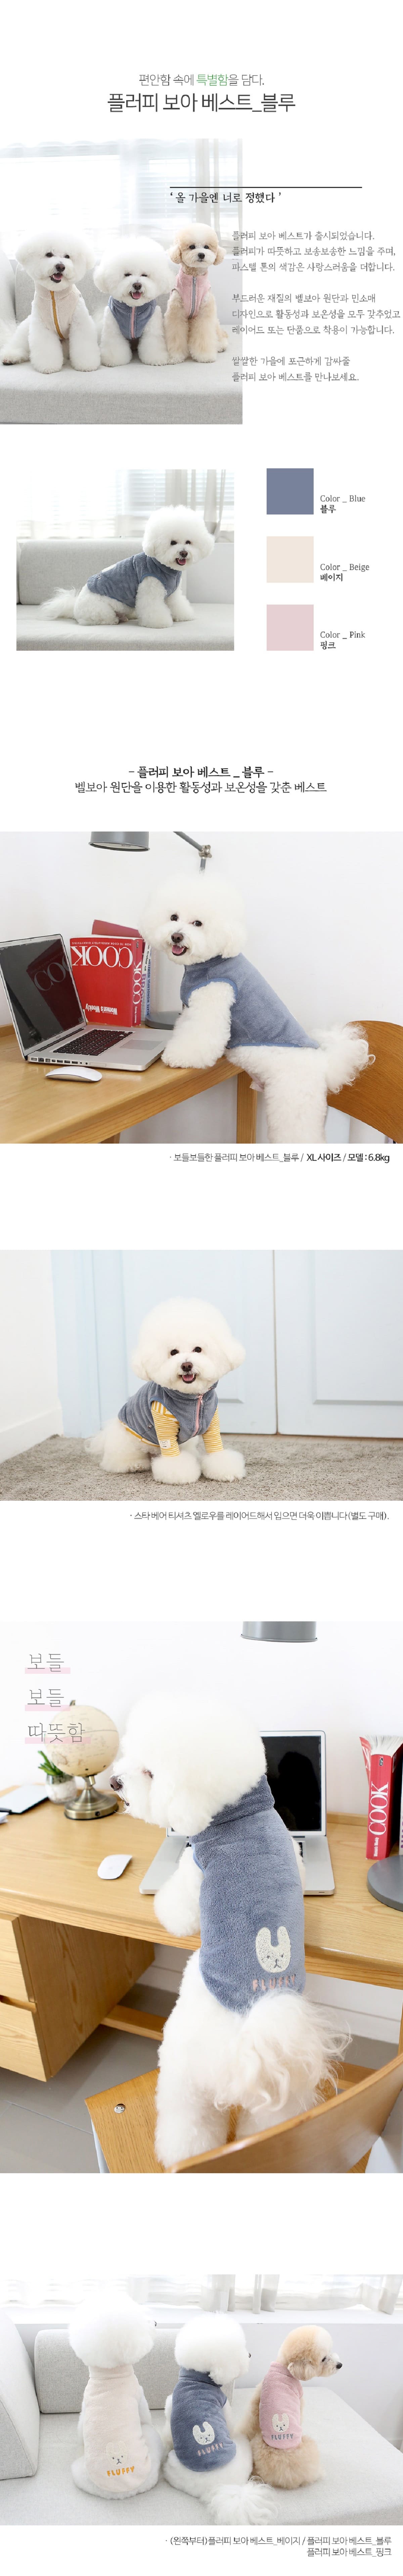 편안함 속에 특별함을 담다.
플러피 보아 베스트_블루
‘ 올 가을엔 너로 정했다 ’
플러피 보아 베스트가 출시되었습니다.
플러피가 따뜻하고 보송보송한 느낌을 주며,
파스텔 톤의 색감은 사랑스러움을 더합니다.
부드러운 재질의 벨보아 원단과 민소매
디자인으로 활동성과 보온성을 모두 갖추었고
레이어드 또는 단품으로 착용이 가능합니다.
쌀쌀한 가을에 포근하게 감싸줄
플러피 보아 베스트를 만나보세요.
Color _ Blue
블루
Color _ Beige
베이지
Color _ Pink
핑크
- 플러피 보아 베스트 _ 블루 -
벨보아 원단을 이용한 활동성과 보온성을 갖춘 베스트
COOK
COOK
Women's Weekly
· 보들보들한 플러피 보아 베스트_블루 / XL 사이즈 / 모델 : 6.8kg
- 스타 베어 티셔츠 옐로우를 레이어드해서 입으면 더욱 이쁩니다(별도 구매).
보들
보들
따뜻함
COOK
FLUFFY
FLUFFY
FLUFFY
FLUFFY
· (왼쪽부터)플러피 보아 베스트_베이지 / 플러피 보아 베스트_블루
플러피 보아 베스트_핑크